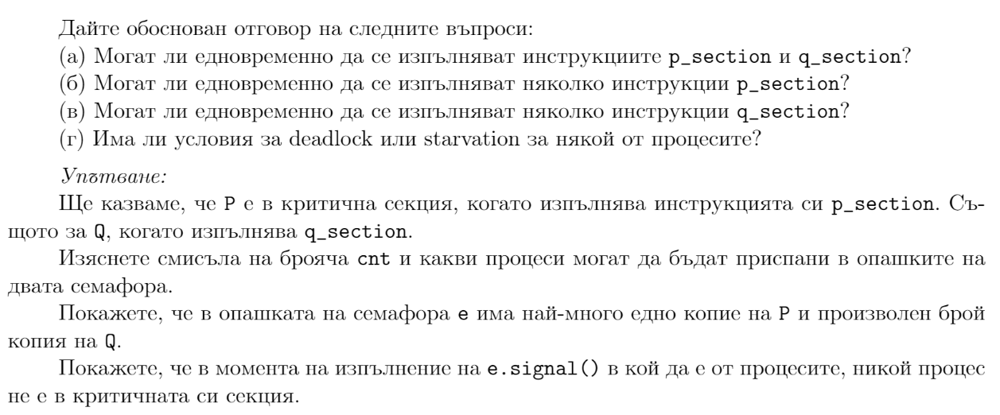 Дайте обоснован отговор на следните въпроси:
(а) Могат ли едновременно да се изпълняват инструкциите p_section и q_section?
(б) Могат ли едновременно да се изпълняват няколко инструкции p_section?
(в) Могат ли едновременно да се изпълняват няколко инструкции q_section?
(г) Има ли условия за deadlock или starvation за някой от процесите?
Упътване:
Ще казваме, че P е в критична секция, когато изпълнява инструкцията си p_section. Съ-
щото за Q, когато изпълнява q_section.
Изяснете смисъла на брояча cnt и какви процеси могат да бъдат приспани в опашките на
двата семафора.
Покажете, че в опашката на семафора e има най-много едно копие на P и произволен брой
копия на Q.
Покажете, че в момента на изпълнение на e.signal() в кой да е от процесите, никой процес
не е в критичната си секция.